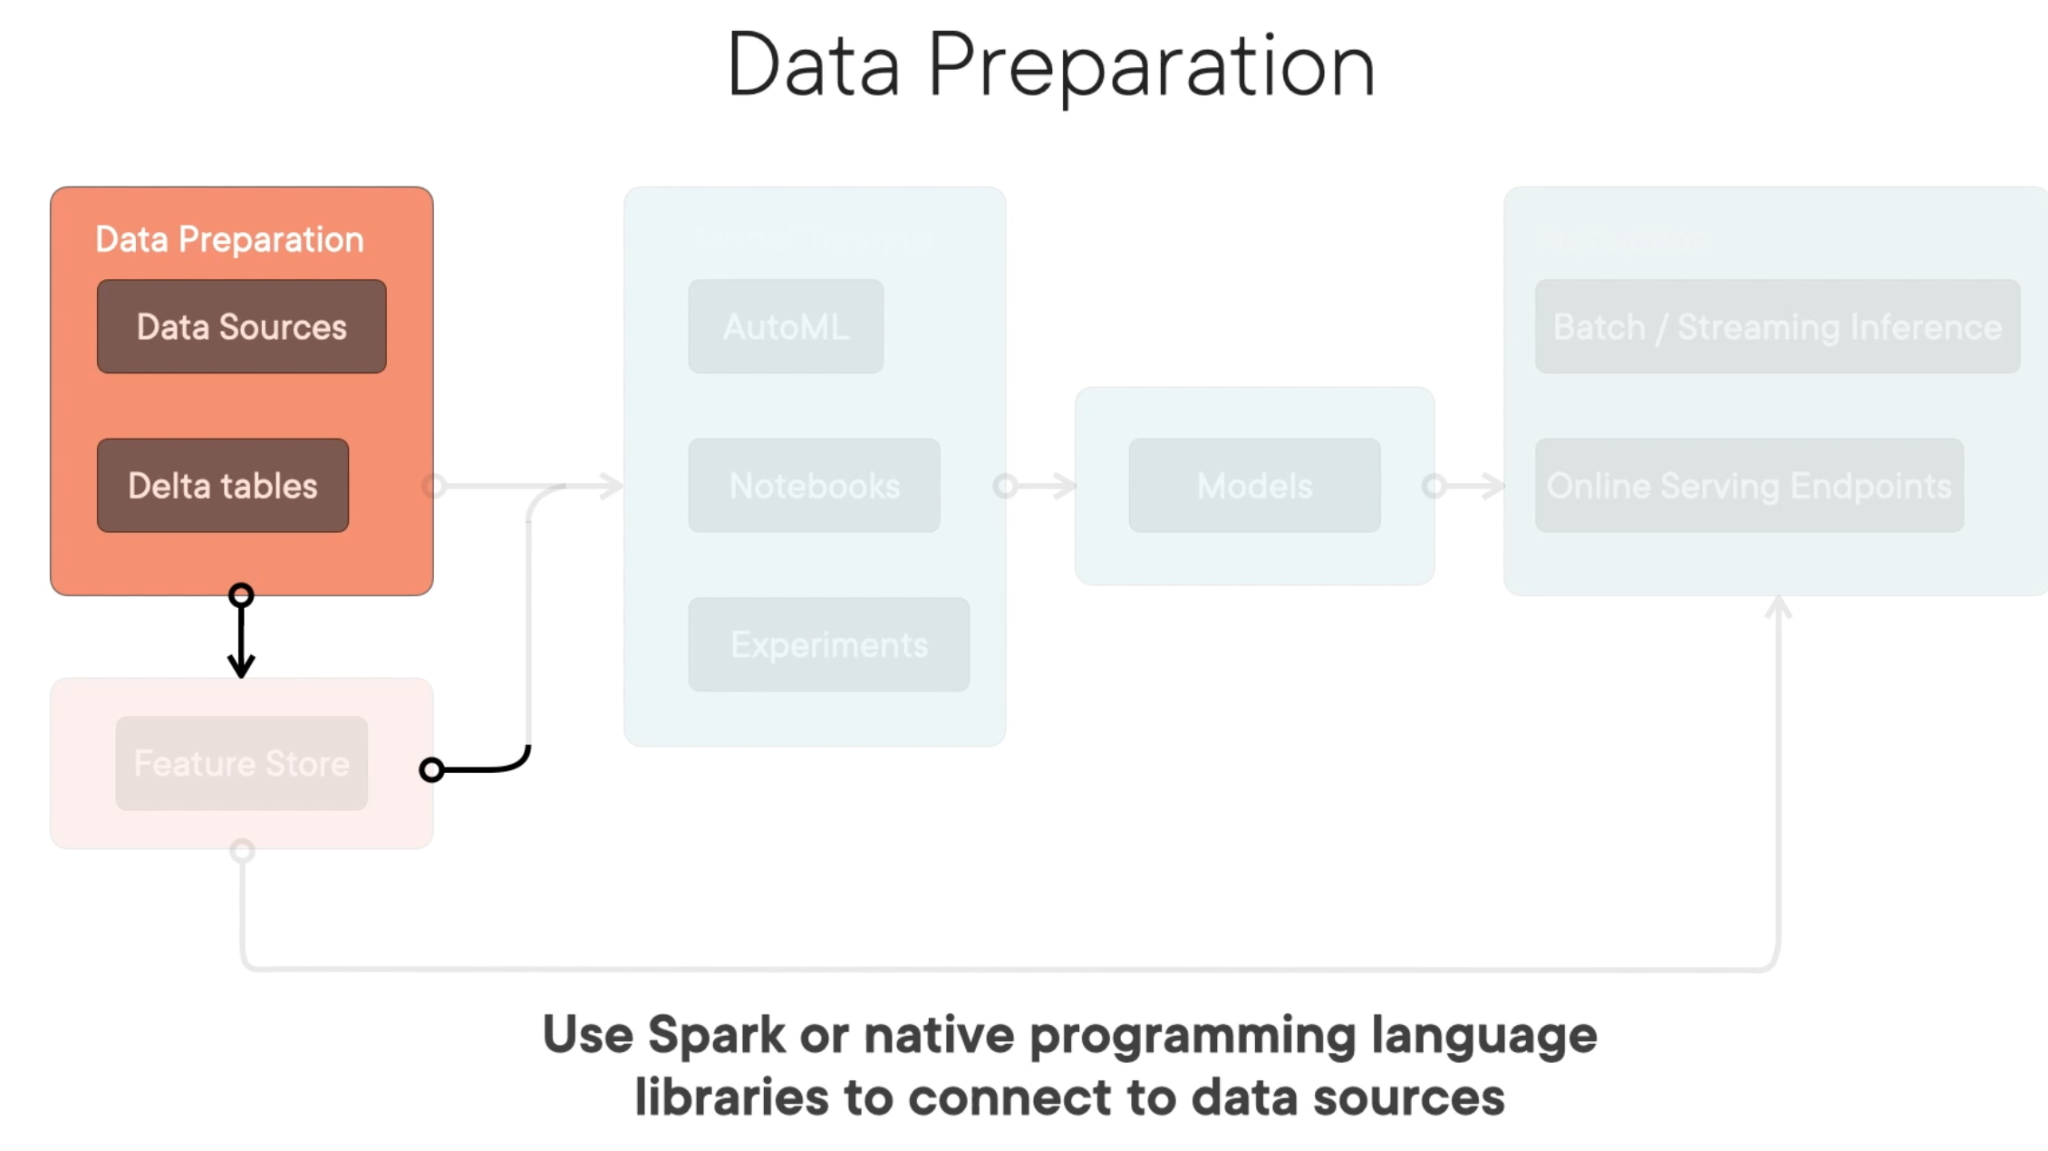 Data Preparation
Data Preparation
Data Sources
Delta tables
Feature Store
AutoML
Notebooks
Experiments
Models
Batch / Streaming Inference
Online Serving Endpoints
Use Spark or native programming language
libraries to connect to data sources